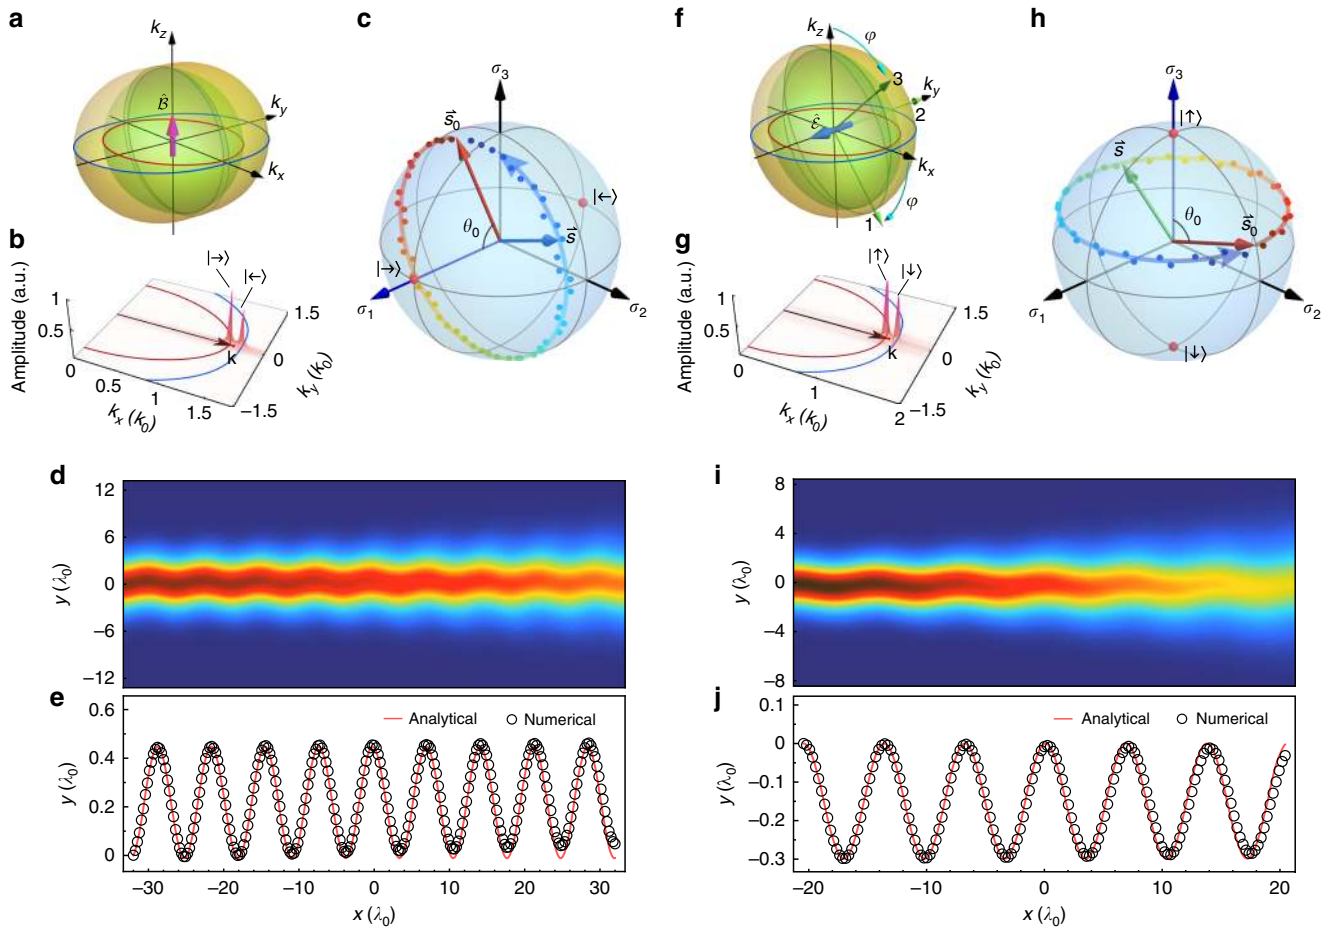 a
k_z
ℬ̂
k_y
k_x
b
|→⟩
|←⟩
Amplitude (a.u.)
1
0.5
0
0.5
1
1.5
k_x (k_0)
k
1.5
0
−1.5
k_y (k_0)
c
σ_3
s⃗_0
|←⟩
θ_0
s⃗
|→⟩
σ_1
σ_2
d
12
6
0
−6
−12
y (λ_0)
e
0.6
0.4
0.2
0
y (λ_0)
Analytical
Numerical
−30
−20
−10
0
10
20
30
x (λ_0)
f
k_z
φ
3
k_y
2
ℰ̂
k_x
φ
1
g
|↑⟩
|↓⟩
Amplitude (a.u.)
1
0.5
0
0
1
2
k_x (k_0)
k
1.5
0
−1.5
k_y (k_0)
h
σ_3
|↑⟩
s⃗
θ_0
s⃗_0
σ_1
σ_2
|↓⟩
i
8
4
0
−4
−8
y (λ_0)
j
0.1
0
−0.1
−0.2
−0.3
y (λ_0)
Analytical
Numerical
−20
−10
0
10
20
x (λ_0)